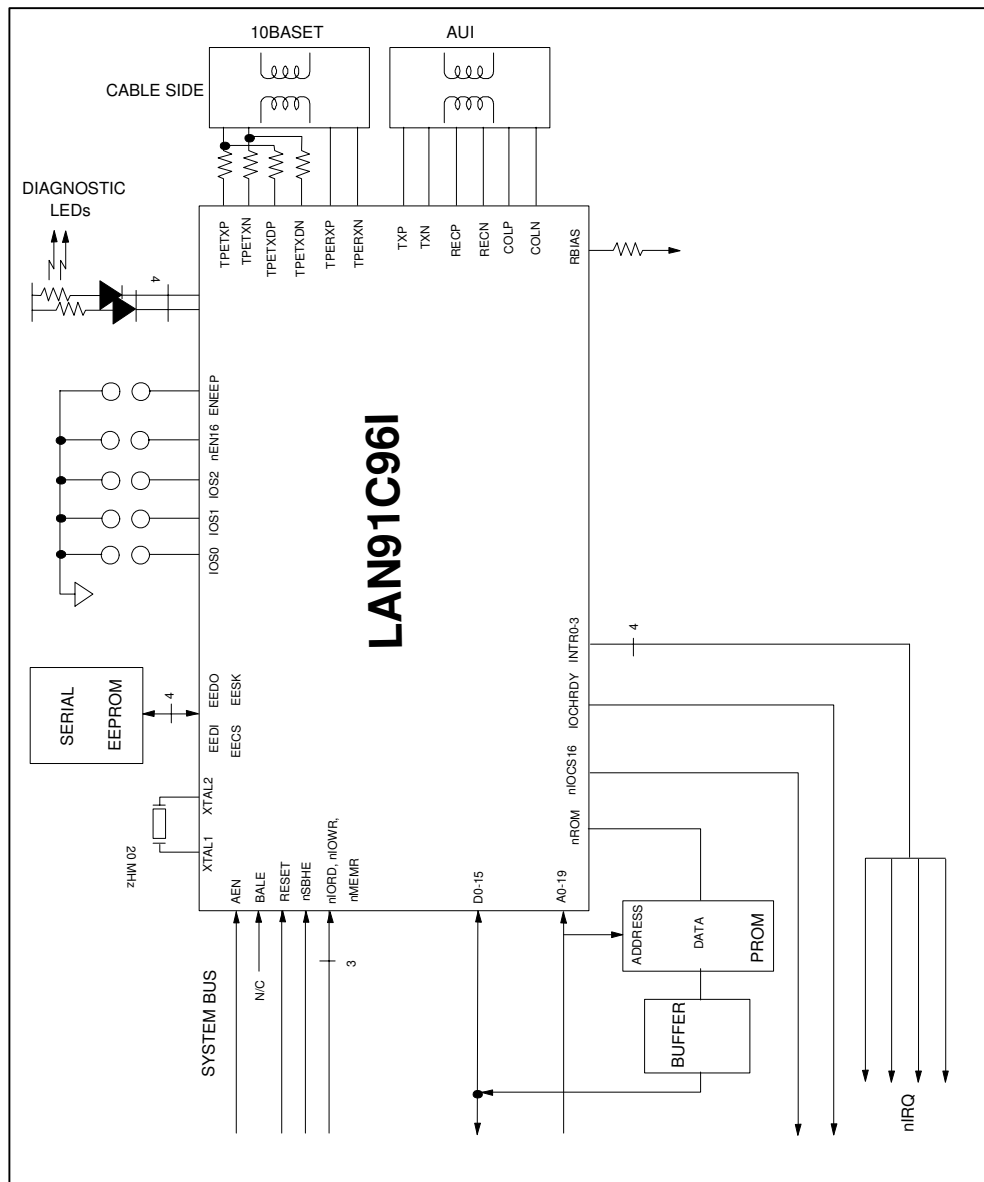 10BASET
AUI
CABLE SIDE
DIAGNOSTIC
LEDs
4
TPETXP
TPETXN
TPETXDP
TPETXDN
TPERXP
TPERXN
TXP
TXN
RECP
RECN
COLP
COLN
RBIAS
ENEEP
nEN16
IOS2
IOS1
IOS0
LAN91C96I
SERIAL
EEPROM
4
EEDO
EESK
EEDI
EECS
XTAL2
XTAL1
20 MHz
INTR0-3
4
IOCHRDY
nIOCS16
nROM
AEN
BALE
RESET
nSBHE
nIORD, nIOWR,
nMEMR
D0-15
A0-19
SYSTEM BUS
N/C
3
ADDRESS
DATA
PROM
BUFFER
nIRQ